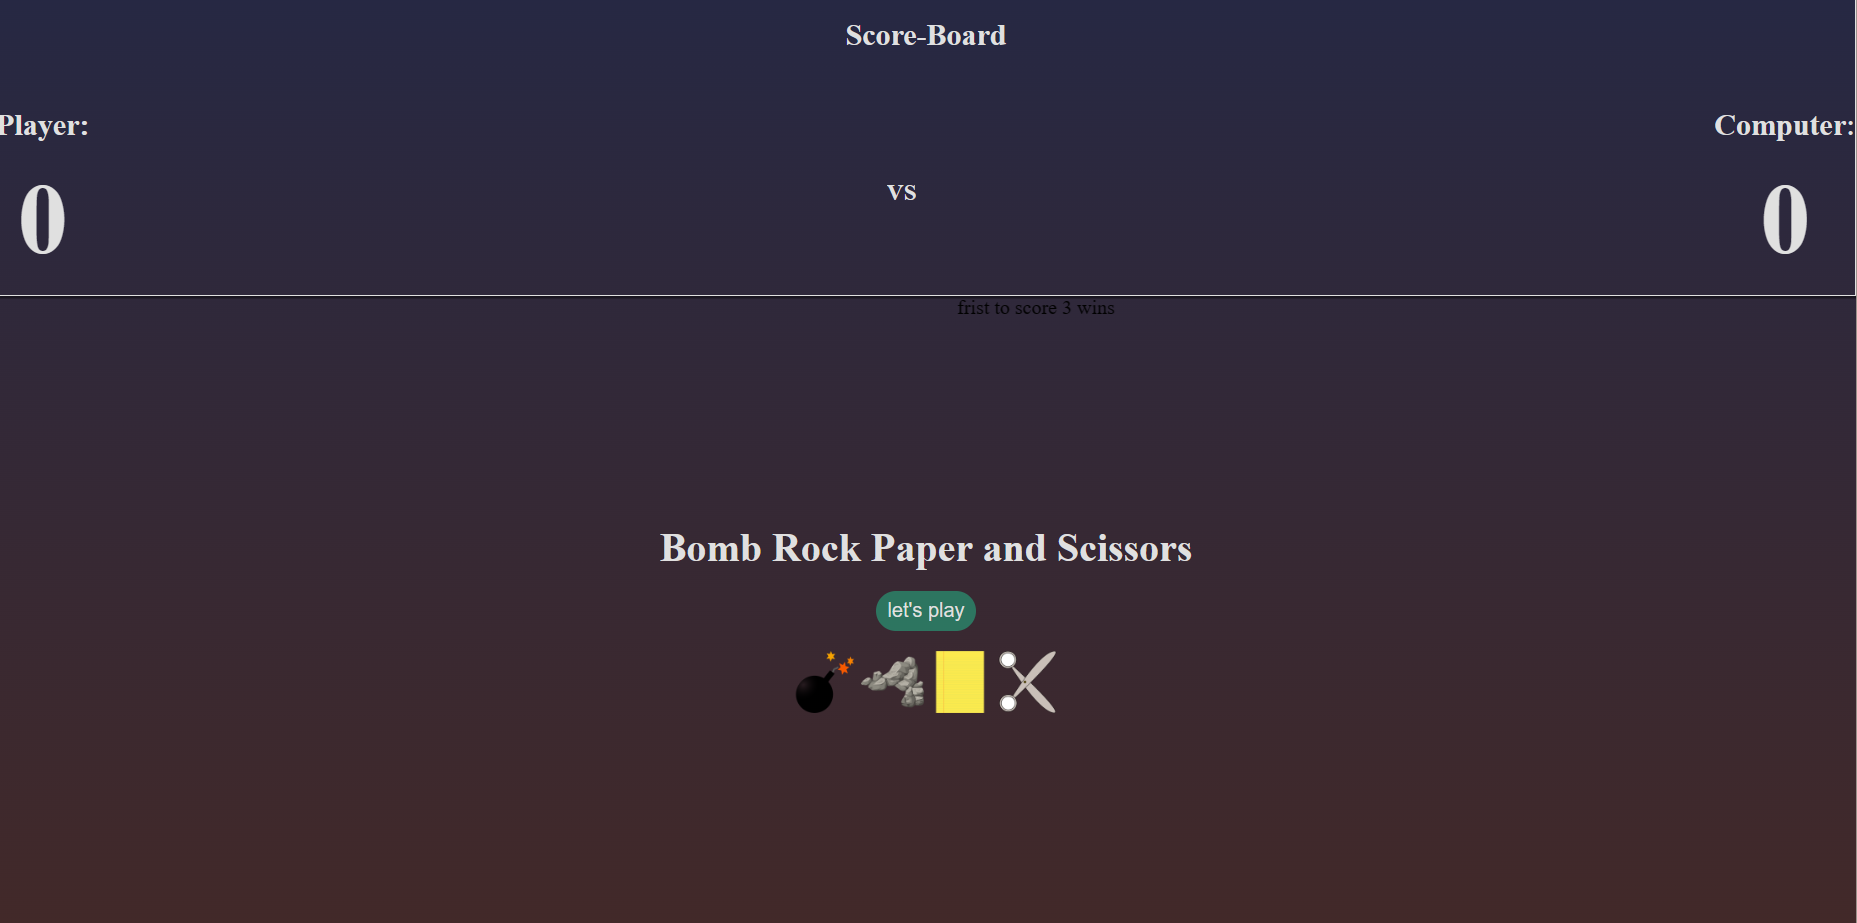 Score-Board
Player:
Computer:
0
vs
0
frist to score 3 wins
Bomb Rock Paper and Scissors
let's play